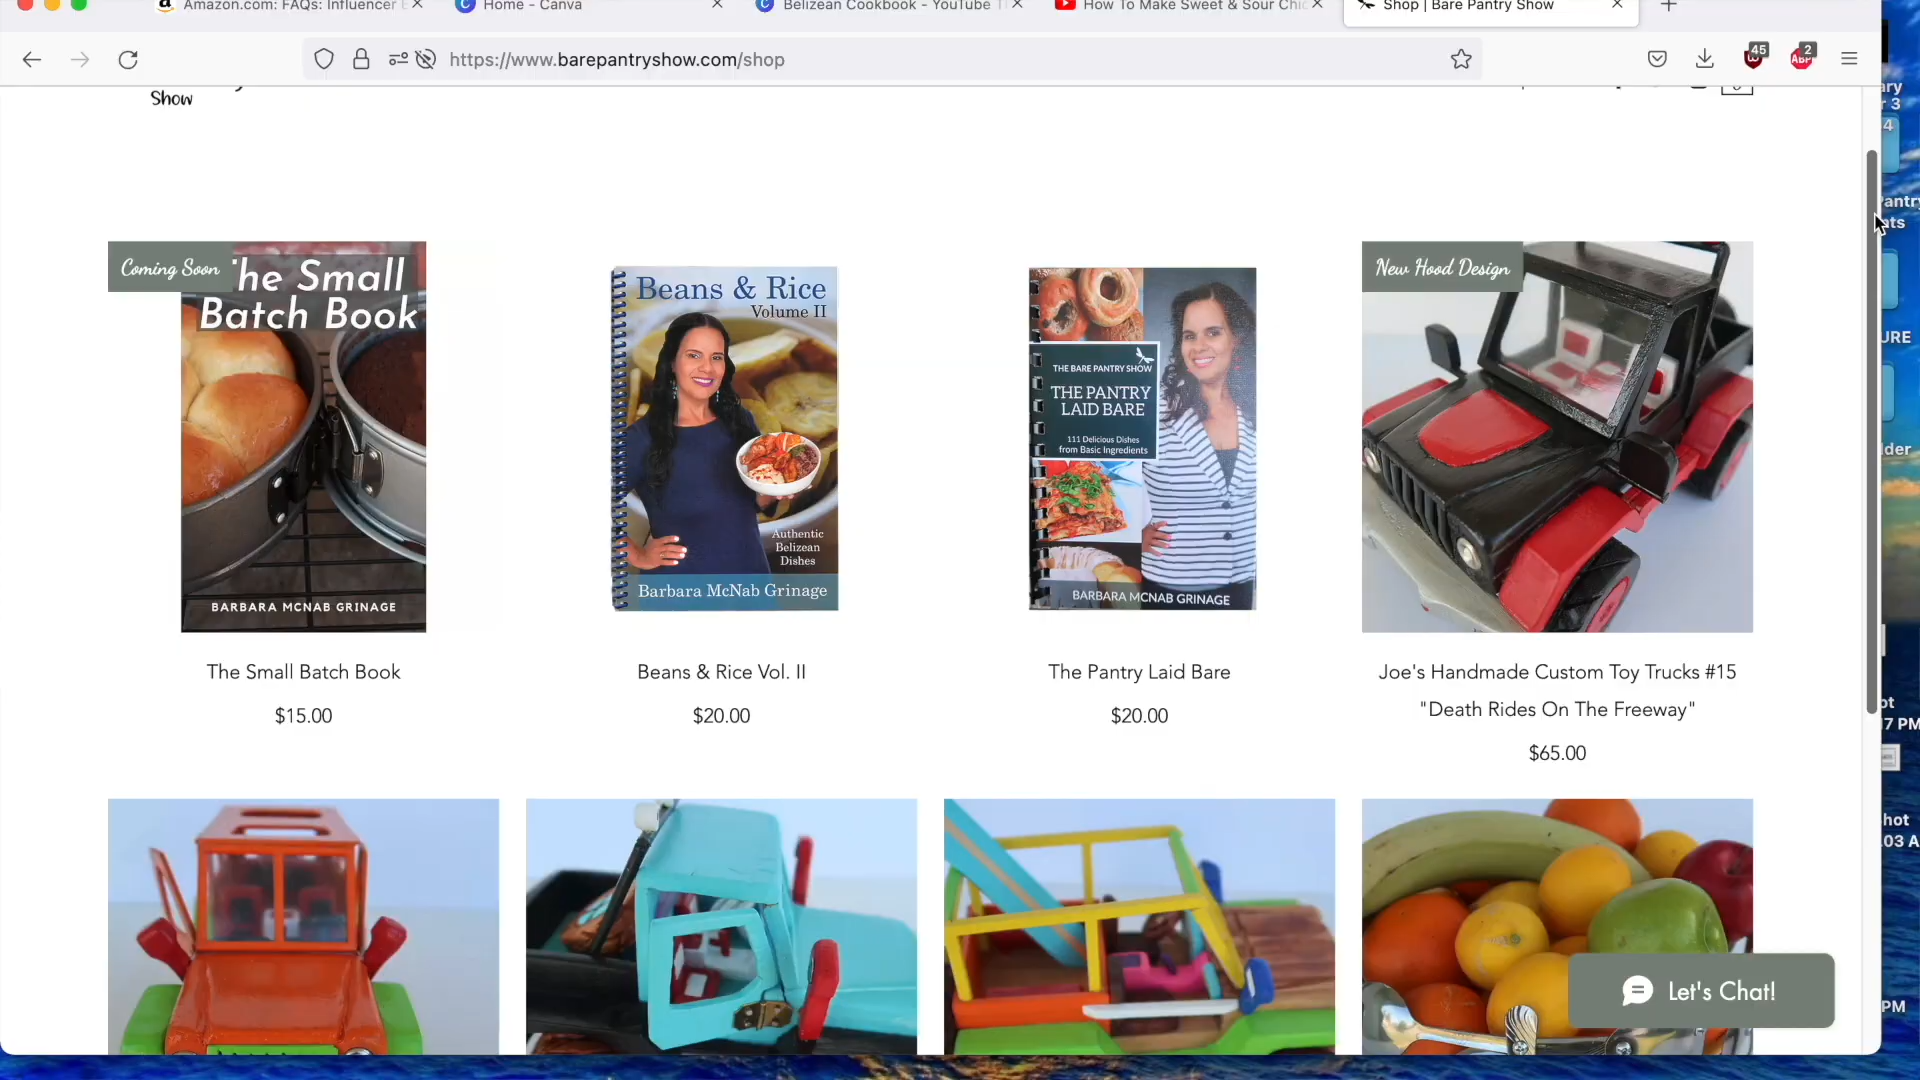 Amazon.com: FAQs: Influencer
Home - Canva
Belizean Cookbook - YouTube T
How To Make Sweet & Sour Chic
Shop | Bare Pantry Show
https://www.barepantryshow.com/shop
45
2
ABP
Show
Coming Soon
The Small
Batch Book
BARBARA MCNAB GRINAGE
Beans & Rice
Volume II
Authentic
Belizean
Dishes
Barbara McNab Grinage
THE BARE PANTRY SHOW
THE PANTRY
LAID BARE
111 Delicious Dishes
from Basic Ingredients
BARBARA MCNAB GRINAGE
New Hood Design
The Small Batch Book
$15.00
Beans & Rice Vol. II
$20.00
The Pantry Laid Bare
$20.00
Joe's Handmade Custom Toy Trucks #15
"Death Rides On The Freeway"
$65.00
Let's Chat!